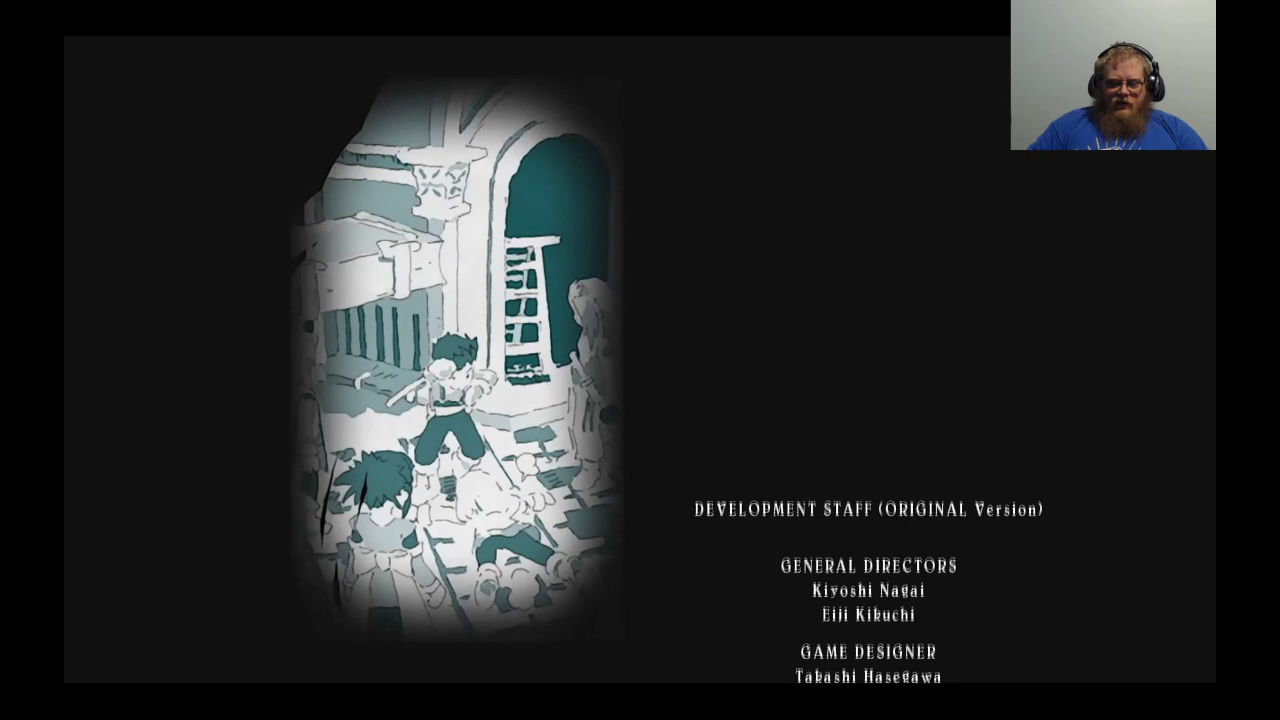 DEVELOPMENT STAFF (ORIGINAL Version)
GENERAL DIRECTORS
Kiyoshi Nagai
Eiji Kikuchi
GAME DESIGNER
Takashi Hasegawa